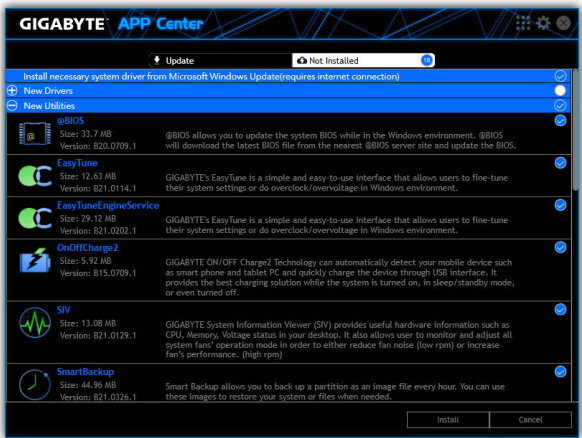 GIGABYTE APP Center
Update
Not Installed 18
Install necessary system driver from Microsoft Windows Update(requires internet connection)
New Drivers
New Utilities
@BIOS
Size: 33.7 MB
Version: B20.0709.1
@BIOS allows you to update the system BIOS while in the Windows environment. @BIOS
will download the latest BIOS file from the nearest @BIOS server site and update the BIOS.
EasyTune
Size: 12.63 MB
Version: B21.0114.1
GIGABYTE's EasyTune is a simple and easy-to-use interface that allows users to fine-tune
their system settings or do overclock/overvoltage in Windows environment.
EasyTuneEngineService
Size: 29.12 MB
Version: B21.0202.1
GIGABYTE's EasyTune is a simple and easy-to-use interface that allows users to fine-tune
their system settings or do overclock/overvoltage in Windows environment.
OnOffCharge2
Size: 5.92 MB
Version: B15.0709.1
GIGABYTE ON/OFF Charge2 Technology can automatically detect your mobile device such
as smart phone and tablet PC and quickly charge the device through USB interface. It
provides the best charging solution while the system is turned on, in sleep/standby mode,
or even turned off.
SIV
Size: 13.08 MB
Version: B21.0129.1
GIGABYTE System Information Viewer (SIV) provides useful hardware information such as
CPU, Memory, Voltage status in your desktop. It also allows user to monitor and adjust all
system fans' operation mode in order to either reduce fan noise (low rpm) or increase
fan's performance. (high rpm)
SmartBackup
Size: 44.96 MB
Version: B21.0326.1
Smart Backup allows you to back up a partition as an image file every hour. You can use
these images to restore your system or files when needed.
Install
Cancel